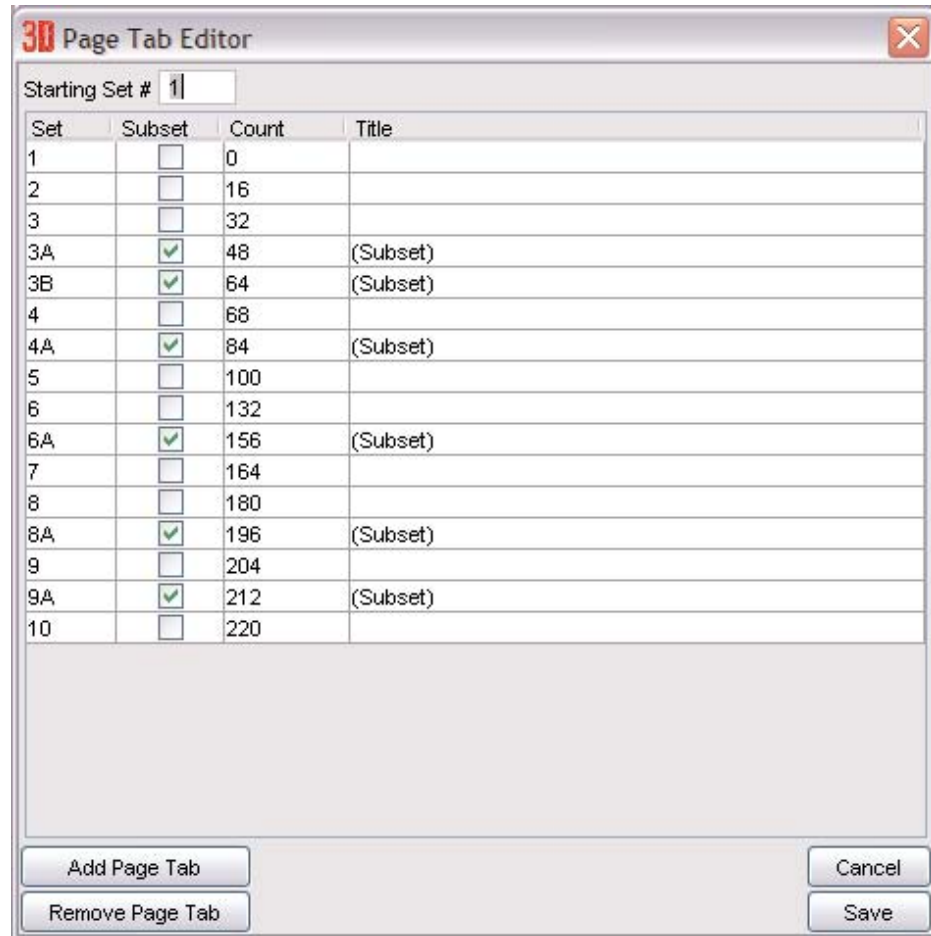 3D Page Tab Editor
Starting Set # 1
Set Subset Count Title
1 0
2 16
3 32
3A 48 (Subset)
3B 64 (Subset)
4 68
4A 84 (Subset)
5 100
6 132
6A 156 (Subset)
7 164
8 180
8A 196 (Subset)
9 204
9A 212 (Subset)
10 220
Add Page Tab Cancel
Remove Page Tab Save